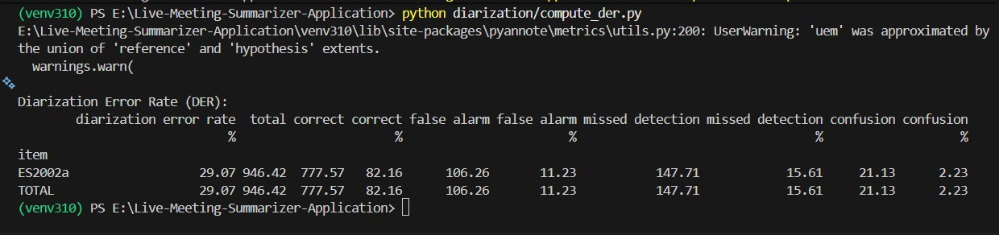 (venv310) PS E:\Live-Meeting-Summarizer-Application> python diarization/compute_der.py
E:\Live-Meeting-Summarizer-Application\venv310\lib\site-packages\pyannote\metrics\utils.py:200: UserWarning: 'uem' was approximated by
the union of 'reference' and 'hypothesis' extents.
  warnings.warn(
Diarization Error Rate (DER):
diarization error rate total correct correct false alarm false alarm missed detection missed detection confusion confusion
% % % % %
item
ES2002a 29.07 946.42 777.57 82.16 106.26 11.23 147.71 15.61 21.13 2.23
TOTAL 29.07 946.42 777.57 82.16 106.26 11.23 147.71 15.61 21.13 2.23
(venv310) PS E:\Live-Meeting-Summarizer-Application>